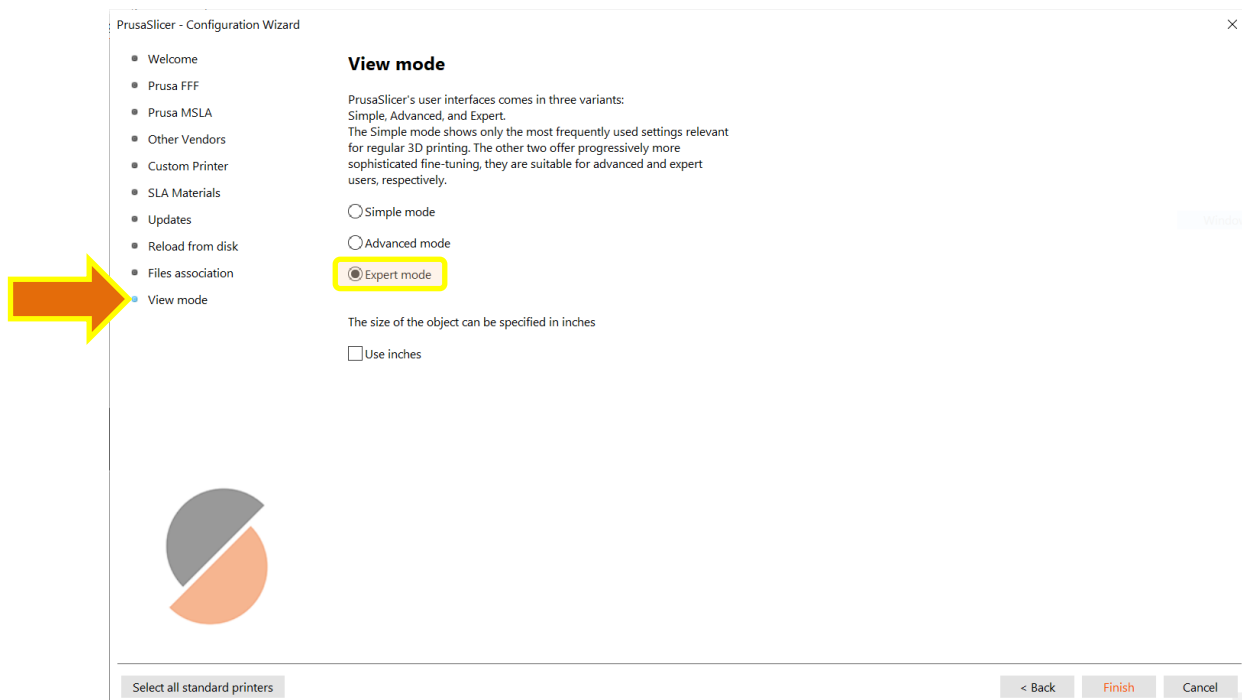 PrusaSlicer - Configuration Wizard
Welcome
Prusa FFF
Prusa MSLA
Other Vendors
Custom Printer
SLA Materials
Updates
Reload from disk
Files association
View mode
View mode
PrusaSlicer's user interfaces comes in three variants:
Simple, Advanced, and Expert.
The Simple mode shows only the most frequently used settings relevant
for regular 3D printing. The other two offer progressively more
sophisticated fine-tuning, they are suitable for advanced and expert
users, respectively.
Simple mode
Advanced mode
Expert mode
The size of the object can be specified in inches
Use inches
Select all standard printers
< Back
Finish
Cancel